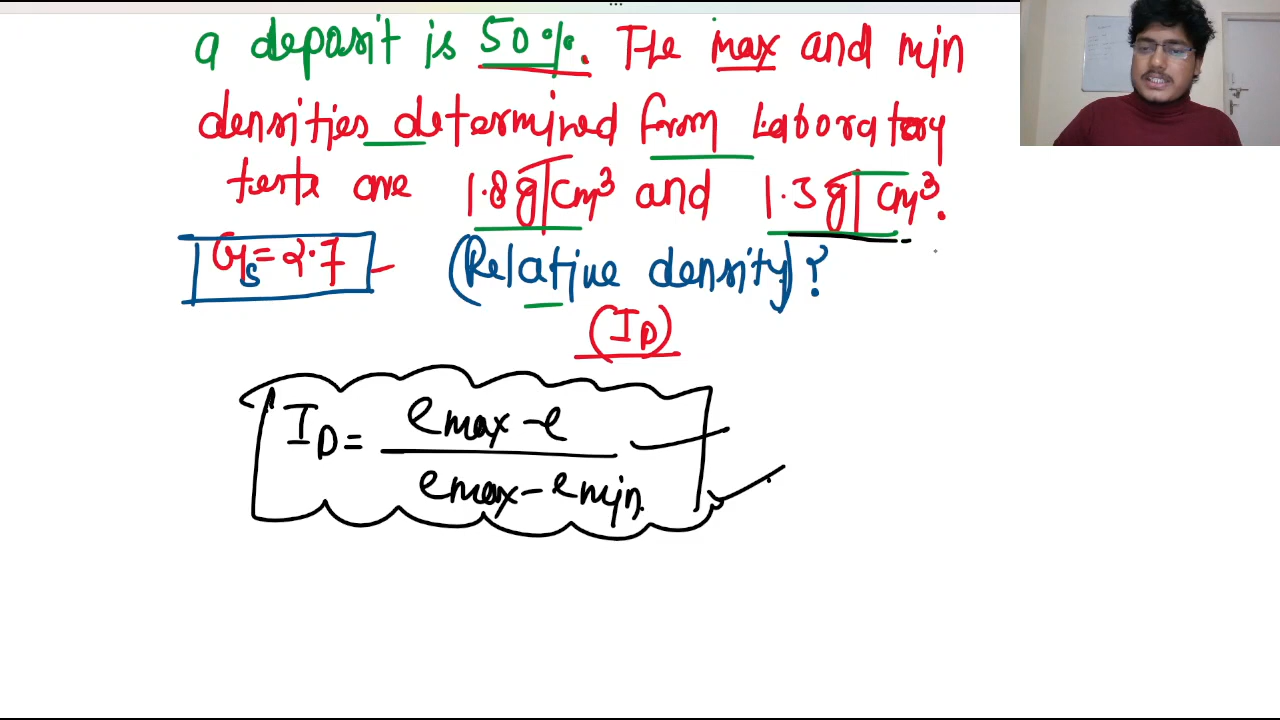 a deposit is 50%. The max and min
densities determined from Laboratory
tests are 1.8g/cm³ and 1.3g/cm³.
Gs = 2.7 (Relative density)?
(ID)
ID = emax - e / emax - emin